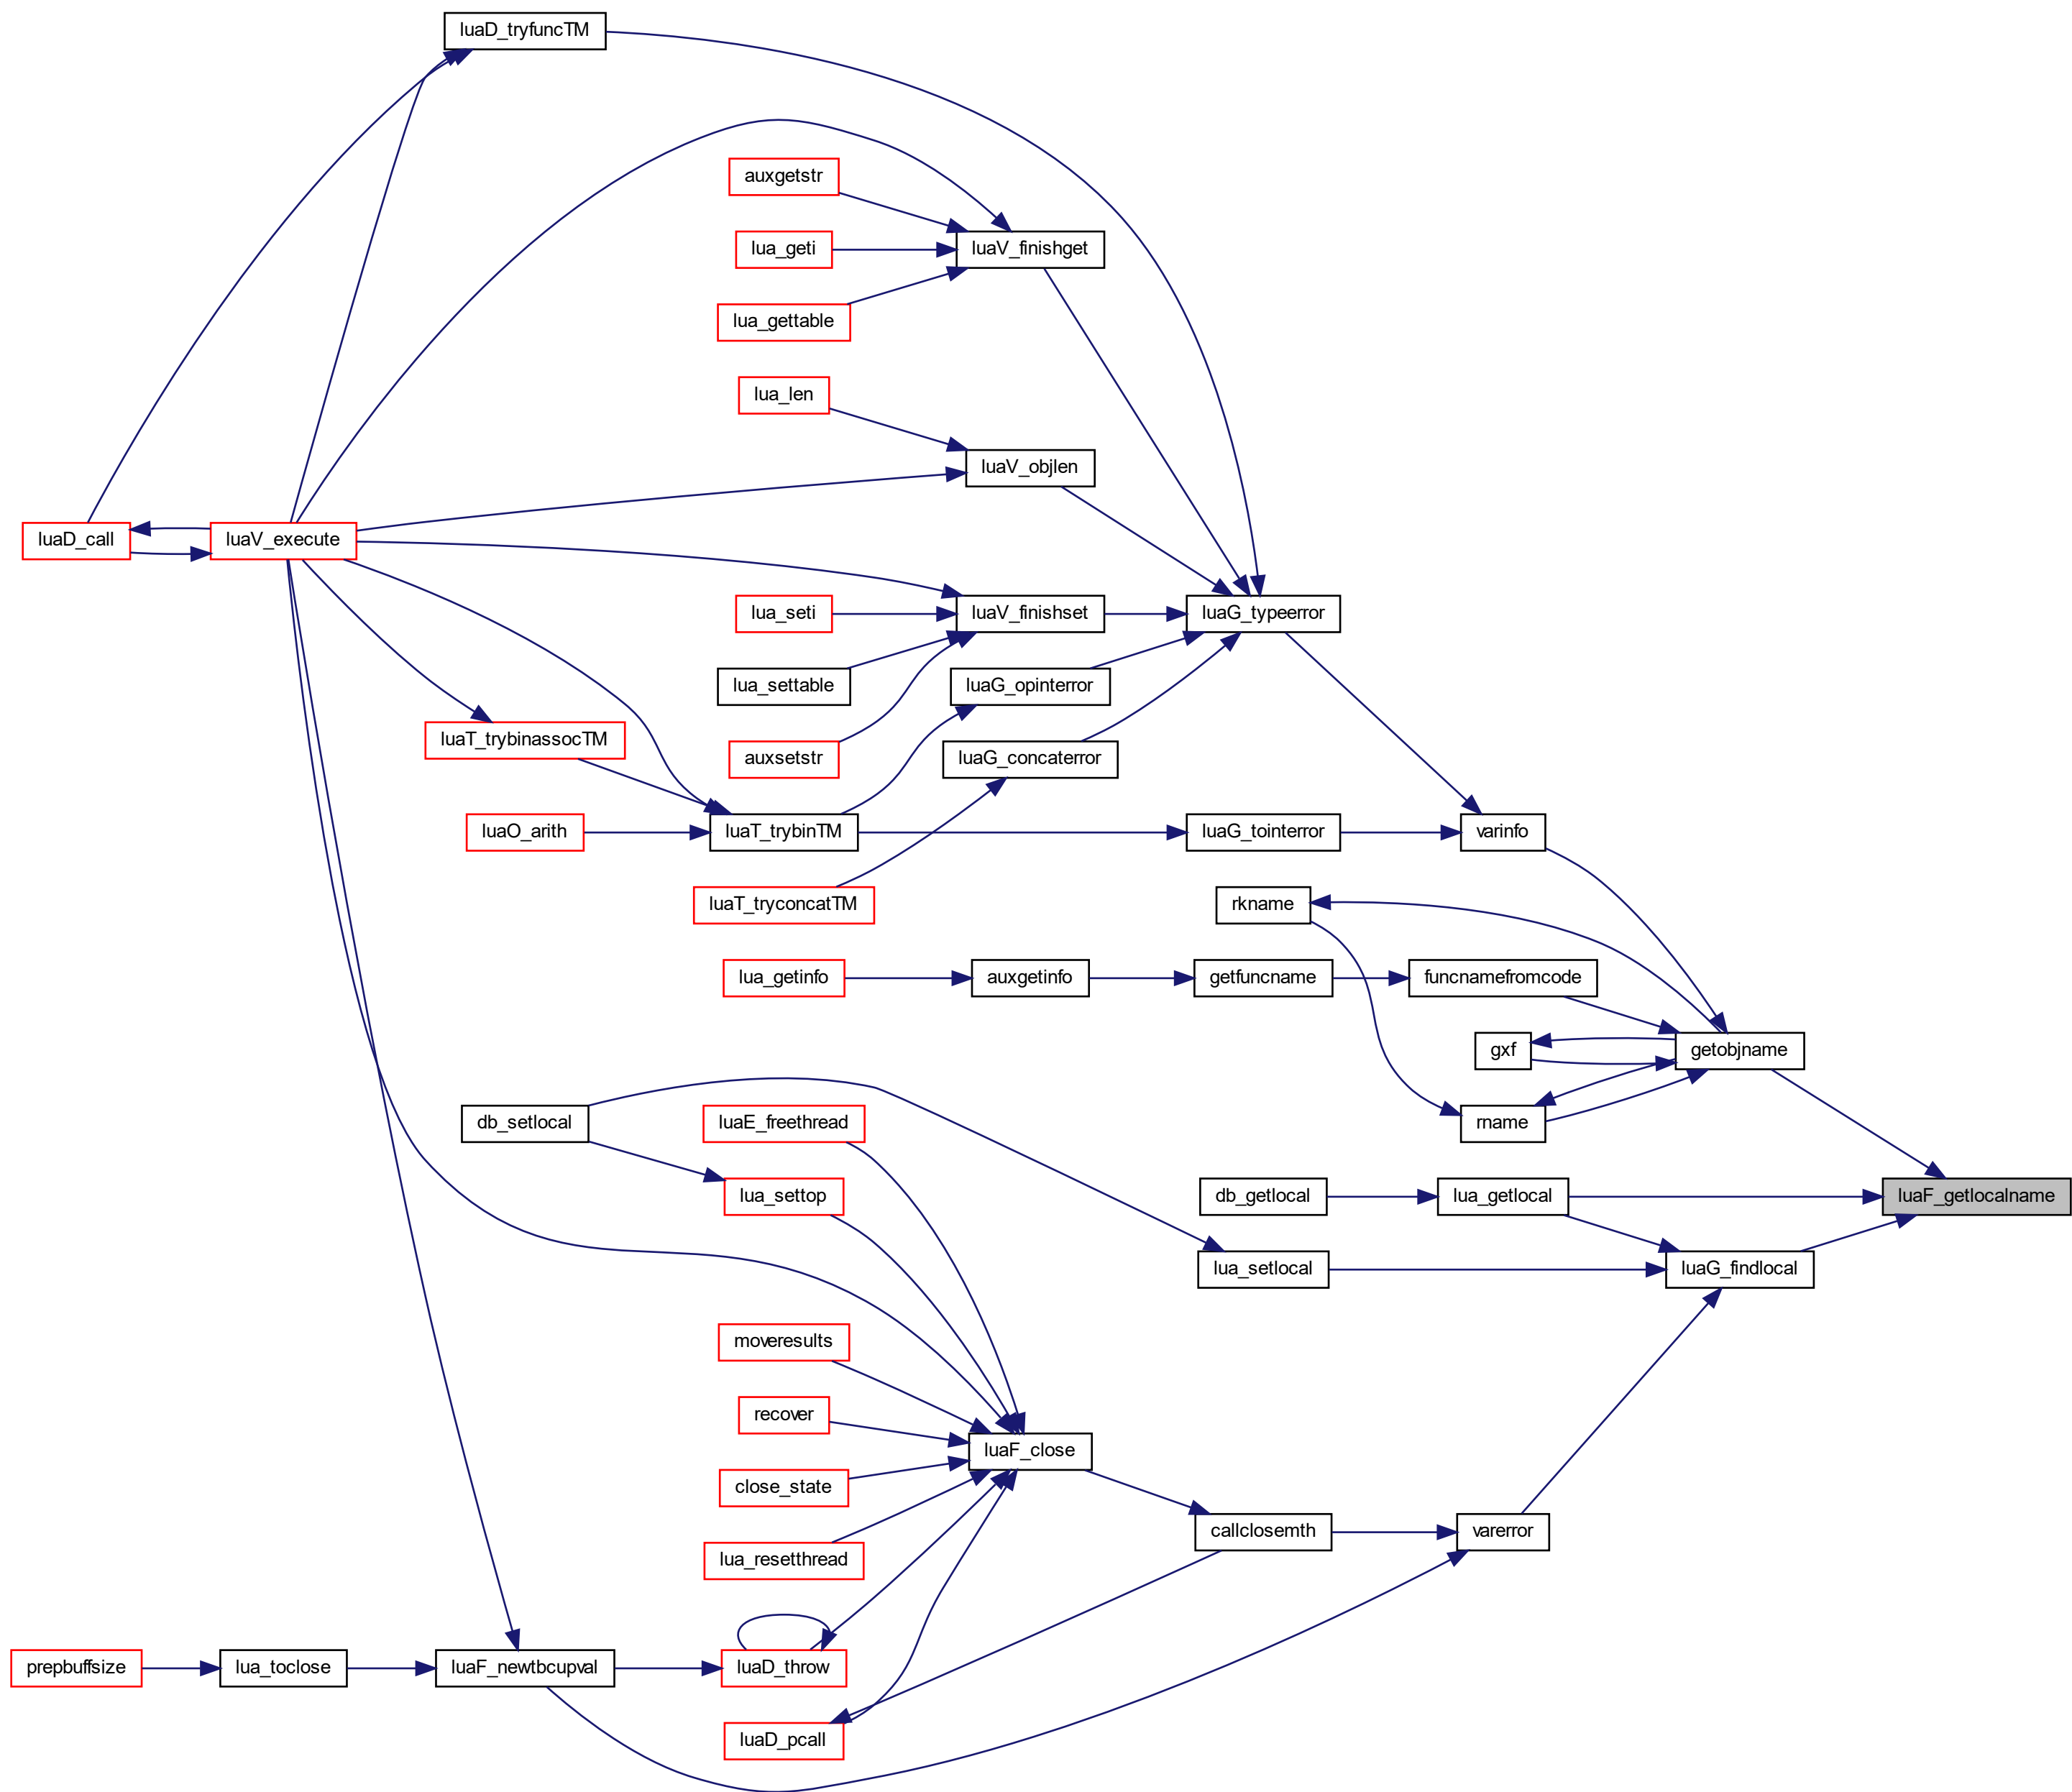 luaD_tryfuncTM
auxgetstr
lua_geti
luaV_finishget
lua_gettable
lua_len
luaV_objlen
luaD_call
luaV_execute
lua_seti
luaV_finishset
luaG_typeerror
lua_settable
luaG_opinterror
luaT_trybinassocTM
auxsetstr
luaG_concaterror
luaO_arith
luaT_trybinTM
luaG_tointerror
varinfo
luaT_tryconcatTM
rkname
lua_getinfo
auxgetinfo
getfuncname
funcnamefromcode
gxf
getobjname
db_setlocal
luaE_freethread
rname
lua_settop
db_getlocal
lua_getlocal
luaF_getlocalname
lua_setlocal
luaG_findlocal
moveresults
recover
luaF_close
close_state
callclosemth
varerror
lua_resetthread
prepbuffsize
lua_toclose
luaF_newtbcupval
luaD_throw
luaD_pcall